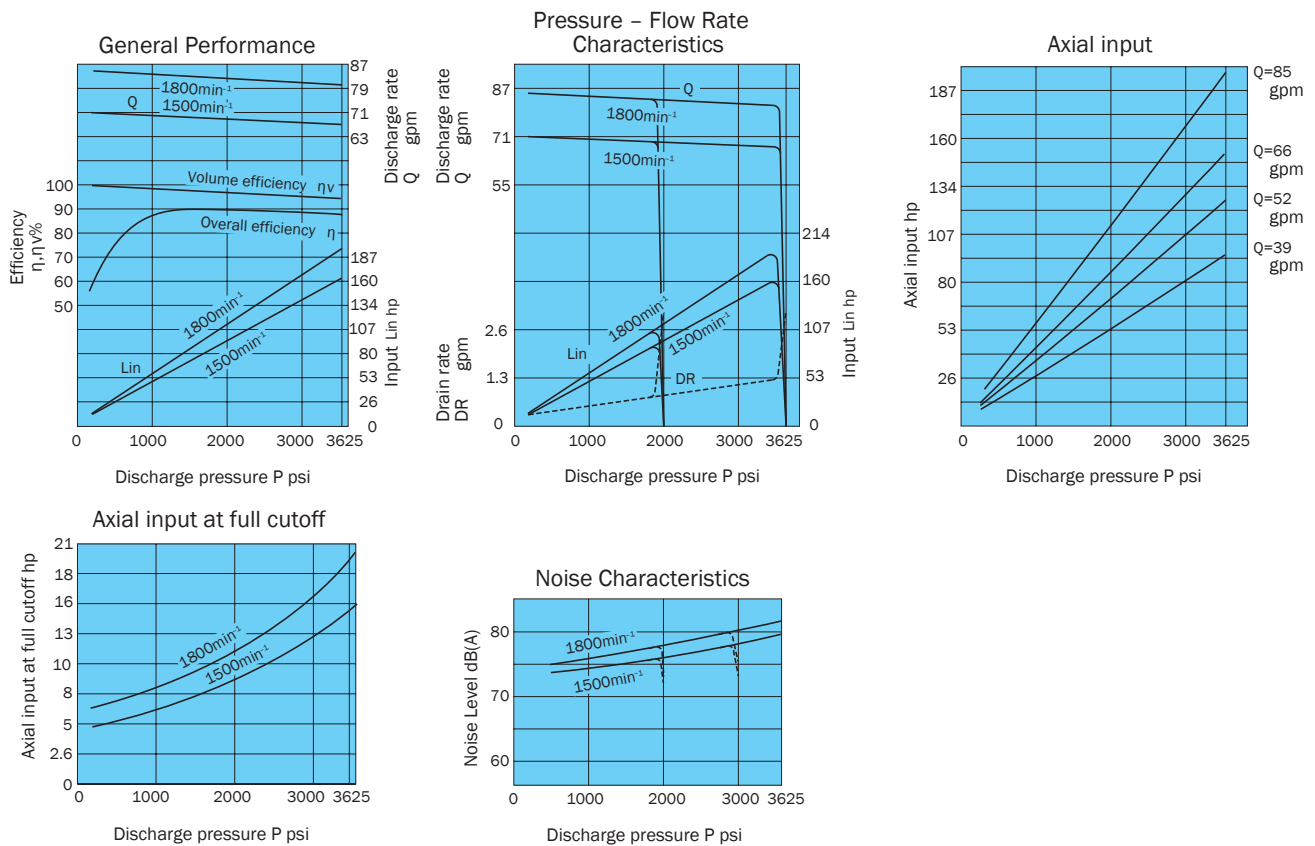 General Performance
87
79
71
63
Discharge rate
Q gpm
1800min⁻¹
Q 1500min⁻¹
Volume efficiency ηv
Overall efficiency η
100
90
80
70
60
50
Efficiency
η,ηv%
187
160
134
107
80
53
26
0
Input Lin hp
1800min⁻¹
1500min⁻¹
Lin
0 1000 2000 3000 3625
Discharge pressure P psi
Pressure – Flow Rate
Characteristics
Discharge rate
Q gpm
87
71
55
Q
1800min⁻¹
1500min⁻¹
2.6
1.3
0
Drain rate
DR gpm
214
160
107
53
0
Input Lin hp
Lin
1800min⁻¹
1500min⁻¹
DR
0 1000 2000 3000 3625
Discharge pressure P psi
Axial input
Axial input hp
187
160
134
107
80
53
26
Q=85
gpm
Q=66
gpm
Q=52
gpm
Q=39
gpm
0 1000 2000 3000 3625
Discharge pressure P psi
Axial input at full cutoff
Axial input at full cutoff hp
21
18
16
13
10
8
5
2.6
0
1800min⁻¹
1500min⁻¹
0 1000 2000 3000 3625
Discharge pressure P psi
Noise Characteristics
Noise Level dB(A)
80
70
60
1800min⁻¹
1500min⁻¹
0 1000 2000 3000 3625
Discharge pressure P psi